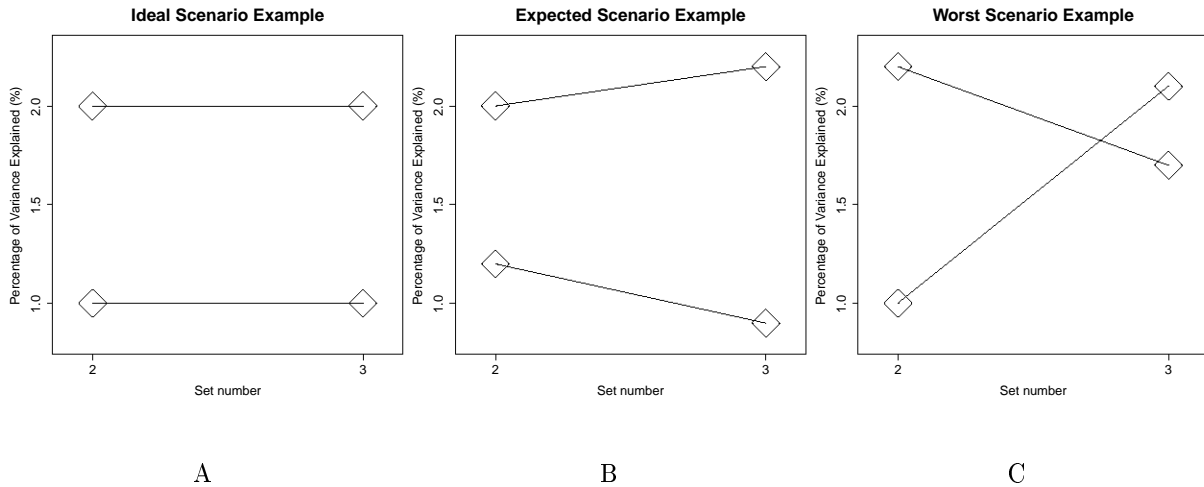 Ideal Scenario Example
Percentage of Variance Explained (%)
2.0
1.5
1.0
2
3
Set number
A
Expected Scenario Example
Percentage of Variance Explained (%)
2.0
1.5
1.0
2
3
Set number
B
Worst Scenario Example
Percentage of Variance Explained (%)
2.0
1.5
1.0
2
3
Set number
C